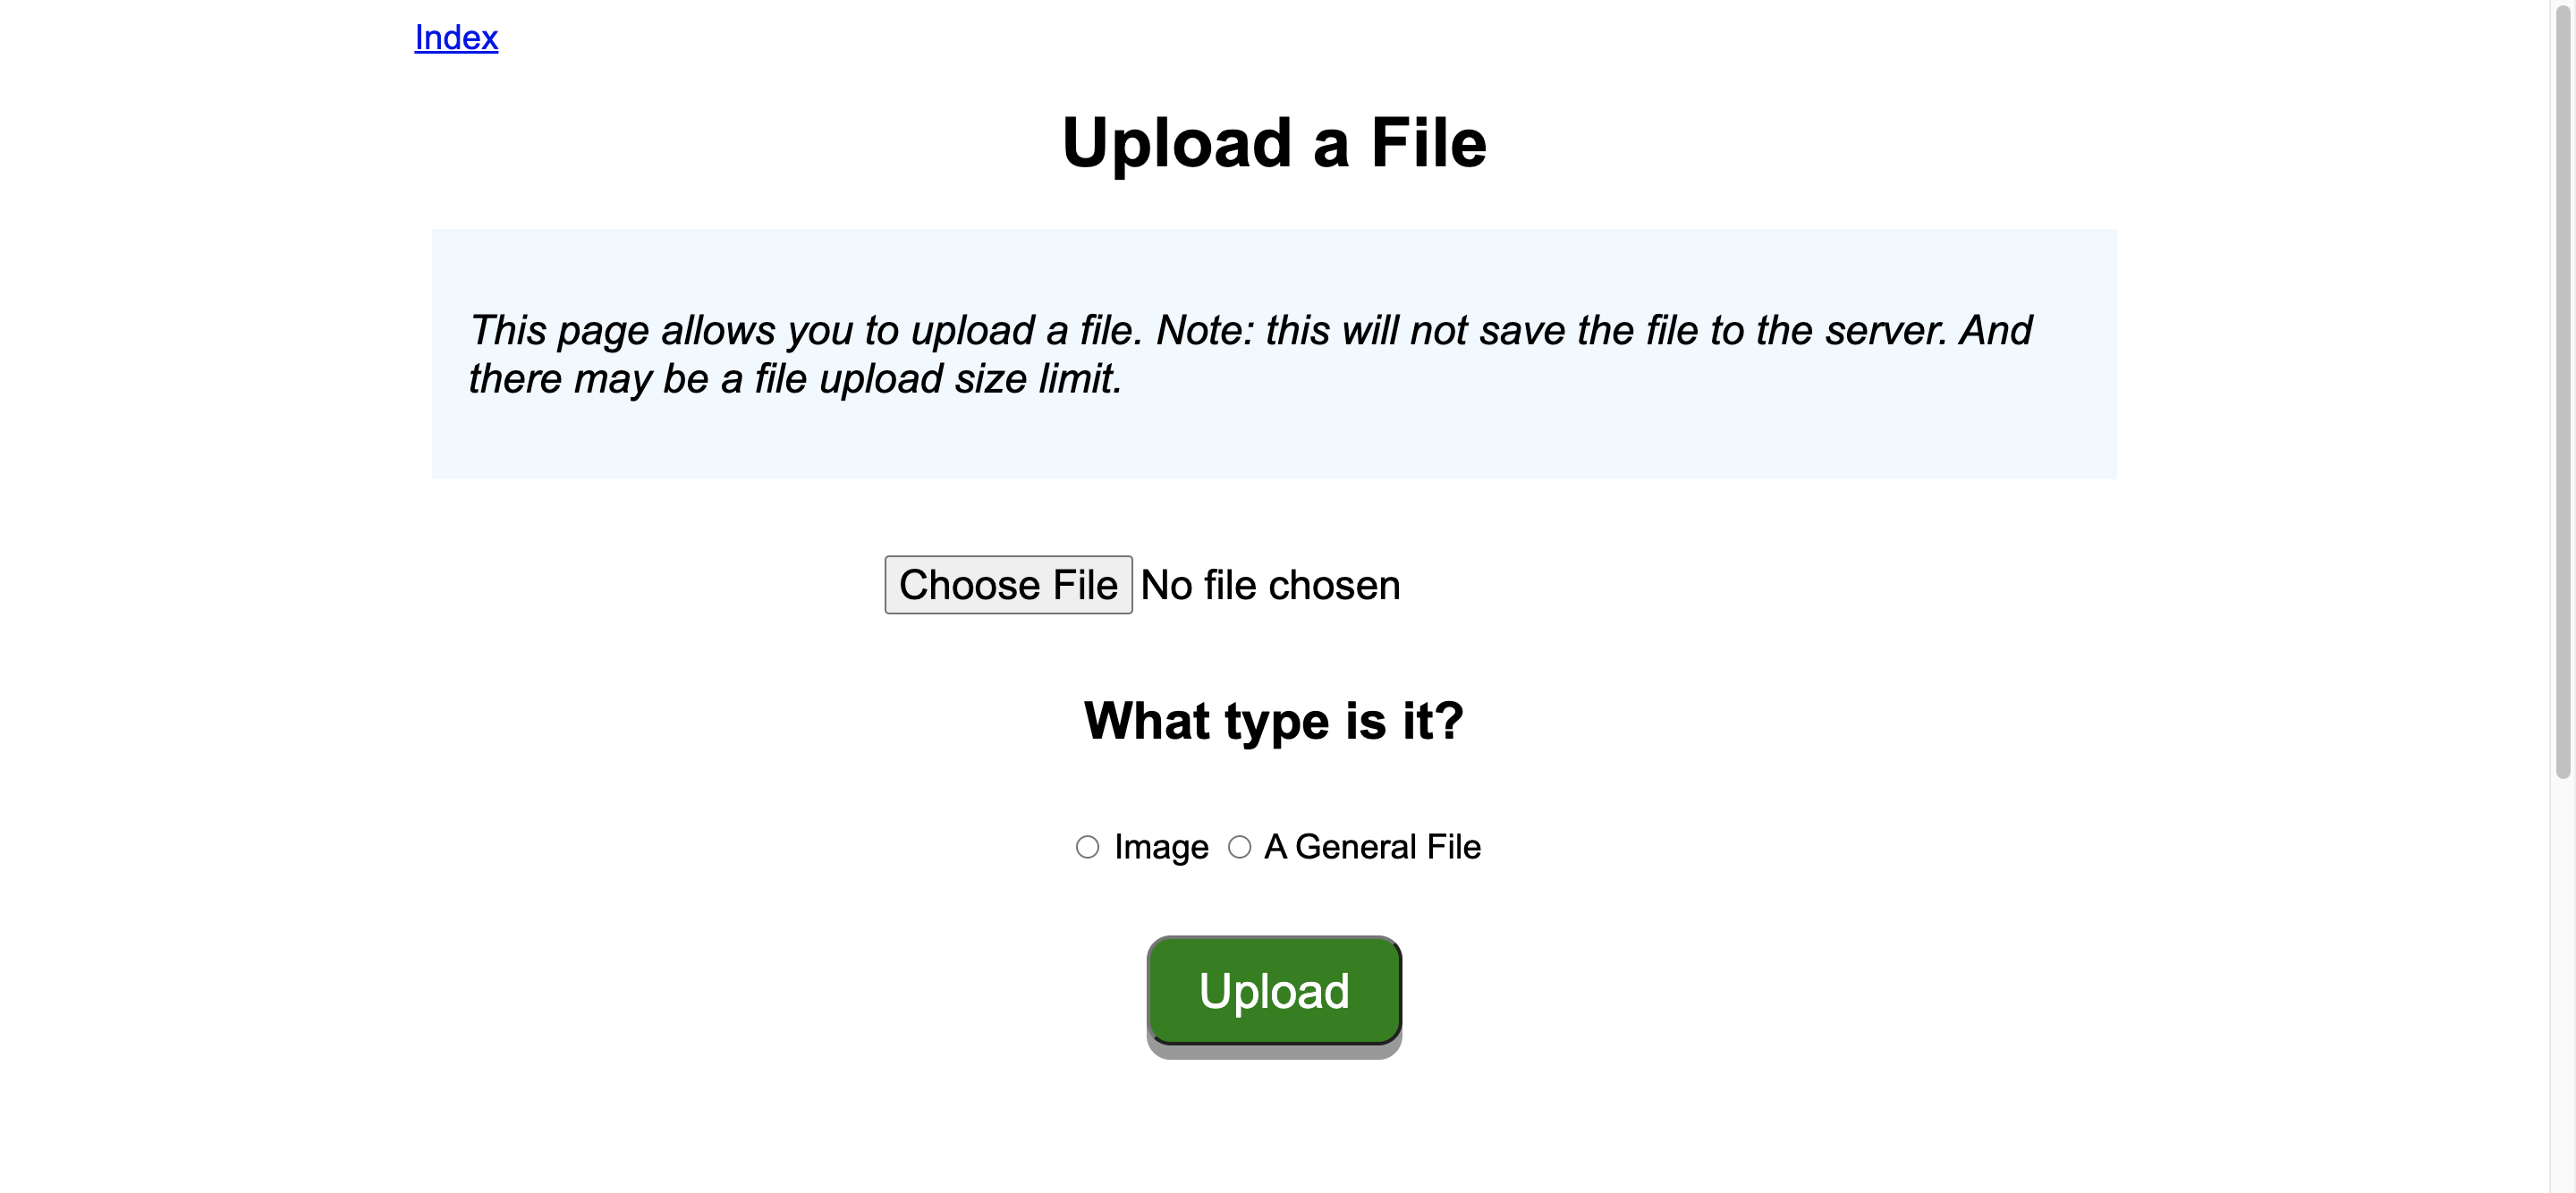 Index
Upload a File
This page allows you to upload a file. Note: this will not save the file to the server. And
there may be a file upload size limit.
Choose File No file chosen
What type is it?
Image A General File
Upload